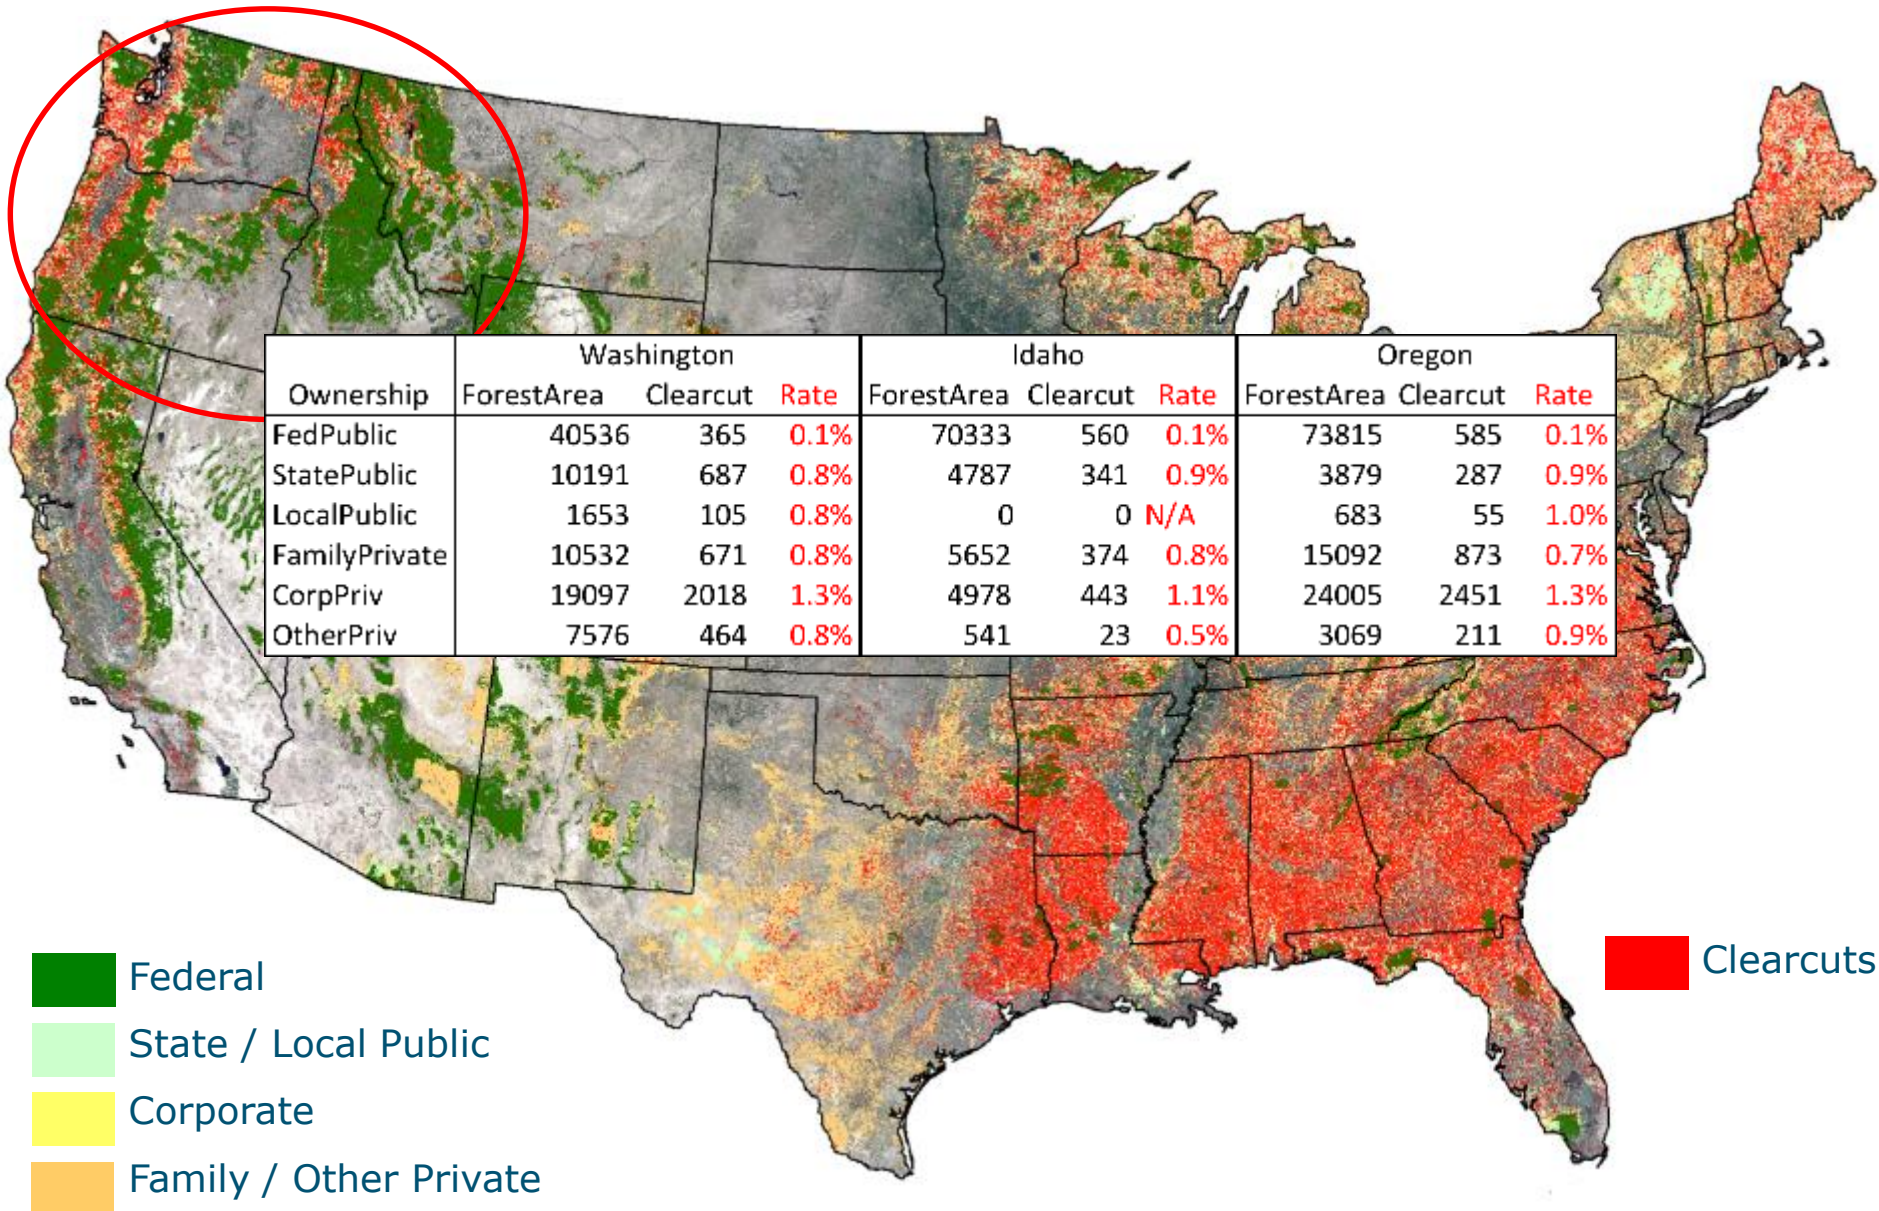 Washington Idaho Oregon
Ownership ForestArea Clearcut Rate ForestArea Clearcut Rate ForestArea Clearcut Rate
FedPublic 40536 365 0.1% 70333 560 0.1% 73815 585 0.1%
StatePublic 10191 687 0.8% 4787 341 0.9% 3879 287 0.9%
LocalPublic 1653 105 0.8% 0 0 N/A 683 55 1.0%
FamilyPrivate 10532 671 0.8% 5652 374 0.8% 15092 873 0.7%
CorpPriv 19097 2018 1.3% 4978 443 1.1% 24005 2451 1.3%
OtherPriv 7576 464 0.8% 541 23 0.5% 3069 211 0.9%
Federal
State / Local Public
Corporate
Family / Other Private
Clearcuts